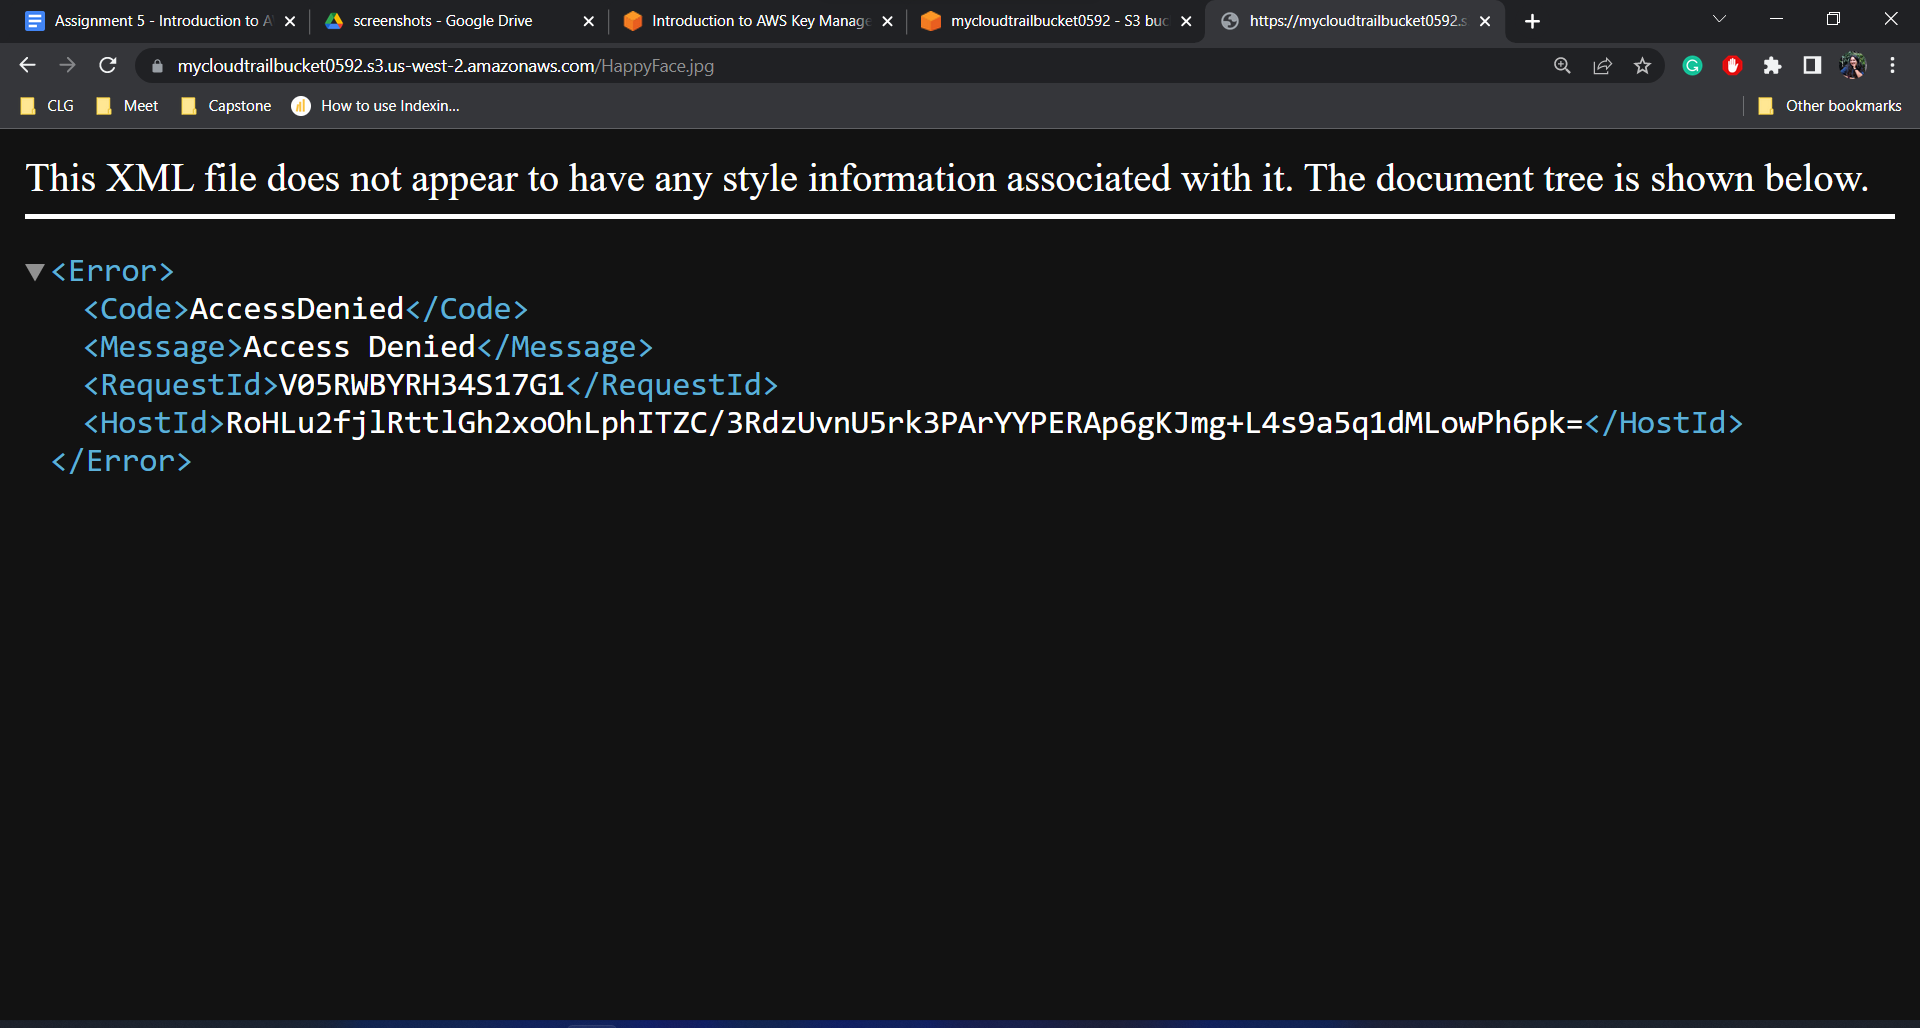 Assignment 5 - Introduction to A
screenshots - Google Drive
Introduction to AWS Key Manage
mycloudtrailbucket0592 - S3 buc
https://mycloudtrailbucket0592.s
mycloudtrailbucket0592.s3.us-west-2.amazonaws.com/HappyFace.jpg
CLG
Meet
Capstone
How to use Indexin...
Other bookmarks
This XML file does not appear to have any style information associated with it. The document tree is shown below.
<Error>
<Code>AccessDenied</Code>
<Message>Access Denied</Message>
<RequestId>V05RWBYRH34S17G1</RequestId>
<HostId>RoHLu2fjlRttlGh2xoOhLphITZC/3RdzUvnU5rk3PArYYPERAp6gKJmg+L4s9a5q1dMLowPh6pk=</HostId>
</Error>